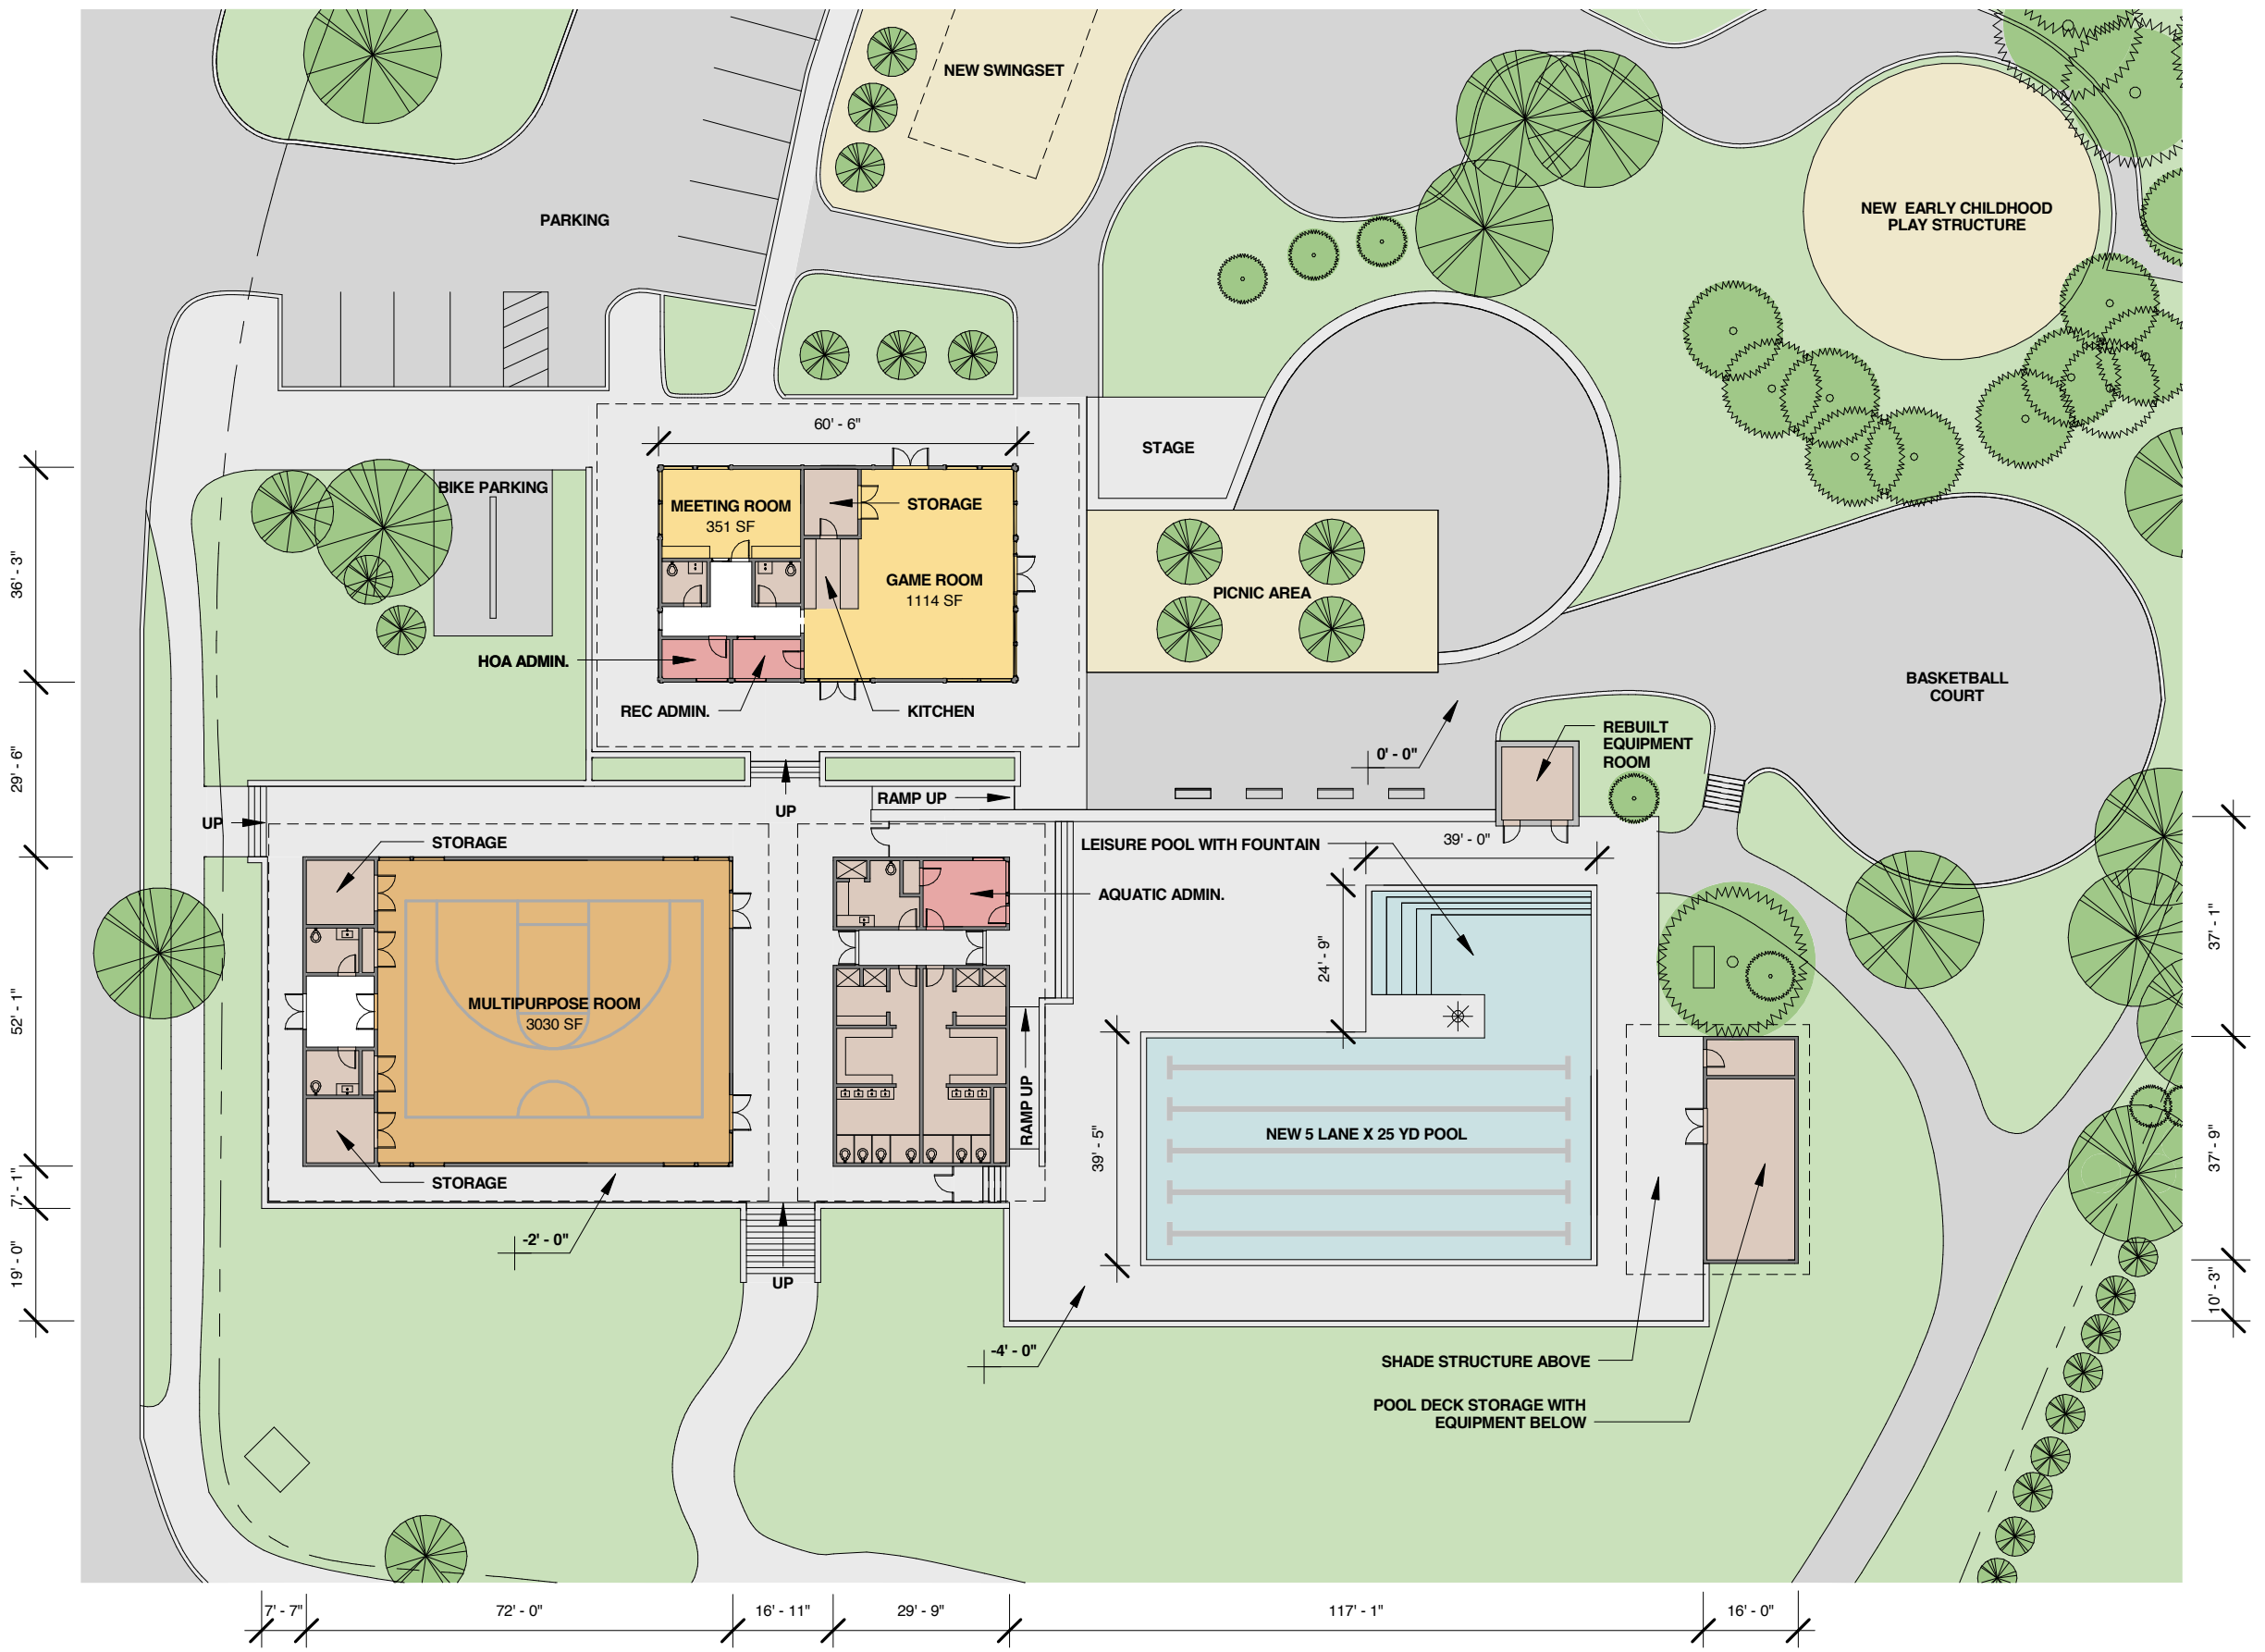 NEW SWINGSET
PARKING
NEW EARLY CHILDHOOD
PLAY STRUCTURE
60' - 6"
STAGE
BIKE PARKING
MEETING ROOM
351 SF
STORAGE
GAME ROOM
1114 SF
PICNIC AREA
36' - 3"
HOA ADMIN.
REC ADMIN.
KITCHEN
BASKETBALL
COURT
0' - 0"
REBUILT
EQUIPMENT
ROOM
29' - 6"
UP
RAMP UP
UP
STORAGE
LEISURE POOL WITH FOUNTAIN
39' - 0"
AQUATIC ADMIN.
24' - 9"
37' - 1"
MULTIPURPOSE ROOM
3030 SF
52' - 1"
RAMP UP
NEW 5 LANE X 25 YD POOL
39' - 5"
37' - 9"
STORAGE
7' - 1"
-2' - 0"
19' - 0"
UP
10' - 3"
-4' - 0"
SHADE STRUCTURE ABOVE
POOL DECK STORAGE WITH
EQUIPMENT BELOW
7' - 7"
72' - 0"
16' - 11"
29' - 9"
117' - 1"
16' - 0"